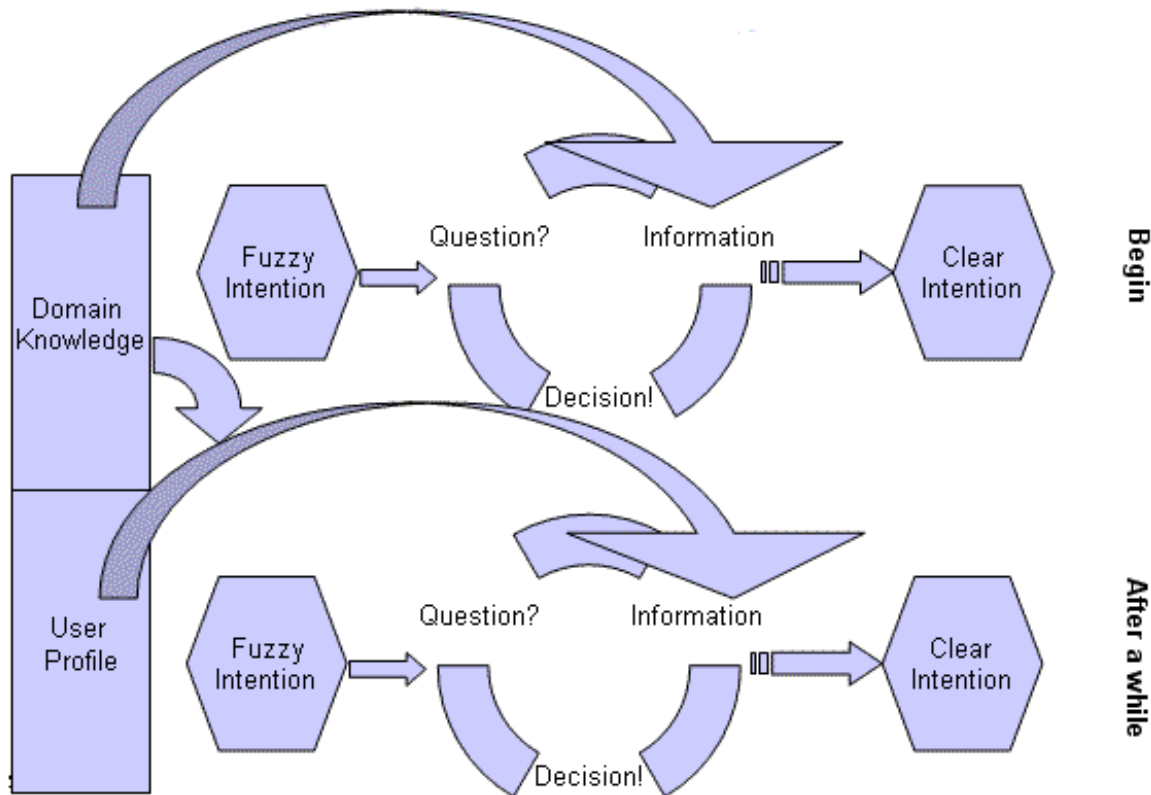 Domain
Knowledge
Fuzzy
Intention
Question?
Information
Decision!
Clear
Intention
Begin
User
Profile
Fuzzy
Intention
Question?
Information
Decision!
Clear
Intention
After a while